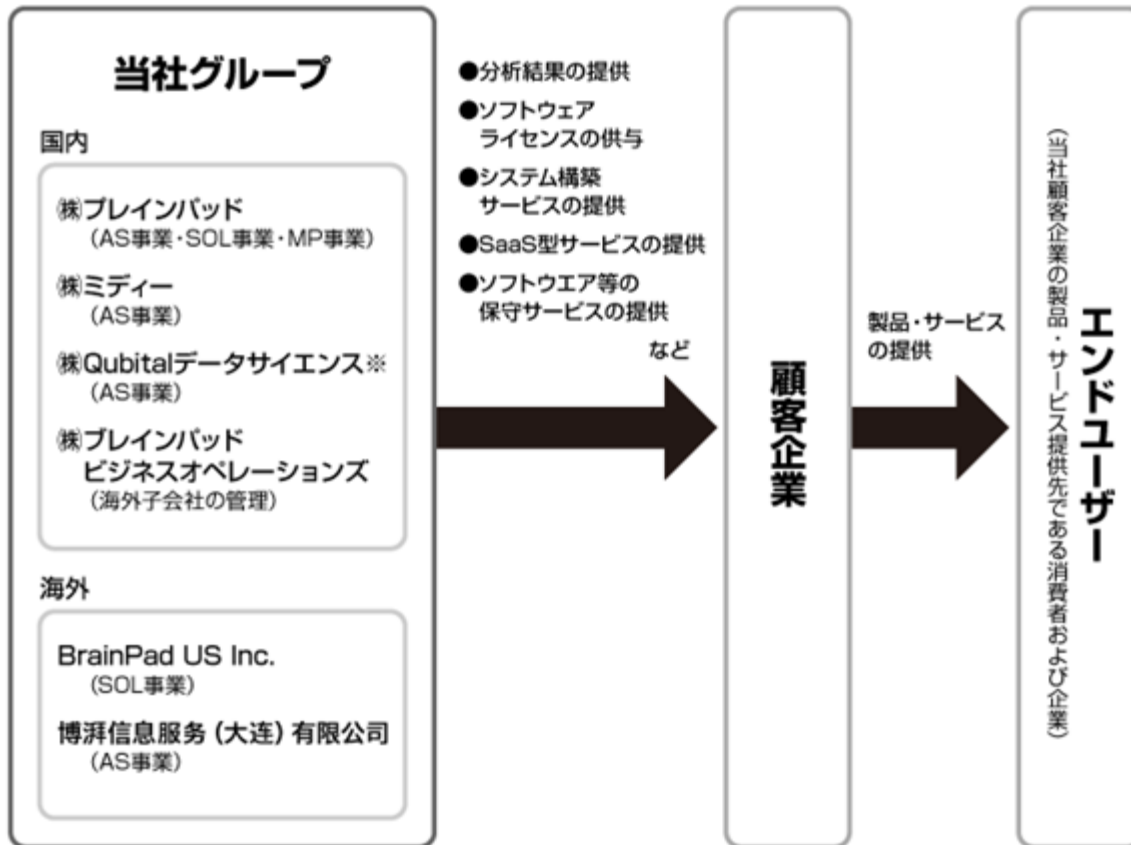 当社グループ
国内
㈱ブレインパッド
(AS事業・SOL事業・MP事業)
㈱ミディー
(AS事業)
㈱Qubitalデータサイエンス※
(AS事業)
㈱ブレインパッド
ビジネスオペレーションズ
(海外子会社の管理)
海外
BrainPad US Inc.
(SOL事業)
博湃信息服务(大连)有限公司
(AS事業)
●分析結果の提供
●ソフトウェア
ライセンスの供与
●システム構築
サービスの提供
●SaaS型サービスの提供
●ソフトウエア等の
保守サービスの提供
など
顧客企業
製品・サービス
の提供
エンドユーザー
(当社顧客企業の製品・サービス提供先である消費者および企業)